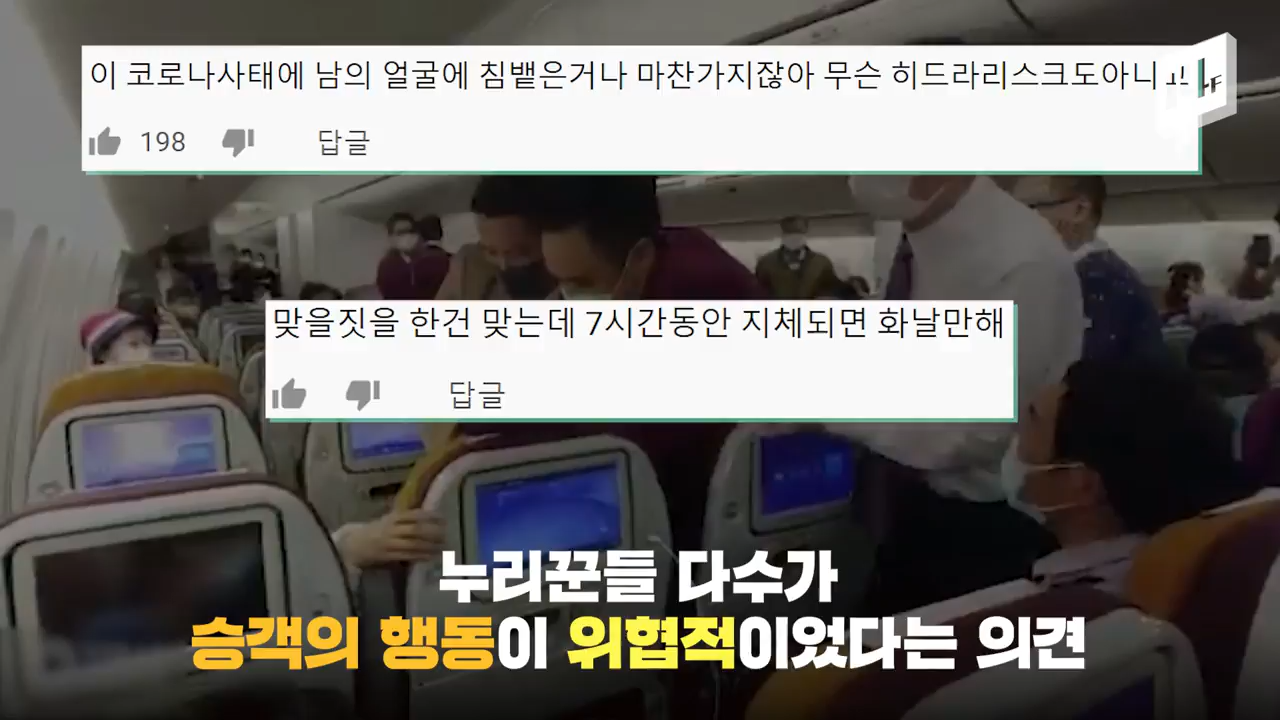 이 코로나사태에 남의 얼굴에 침뱉은거나 마찬가지잖아 무슨 히드라리스크도아니고
198
답글
맞을짓을 한건 맞는데 7시간동안 지체되면 화날만해
답글
누리꾼들 다수가
승객의 행동이 위협적이었다는 의견